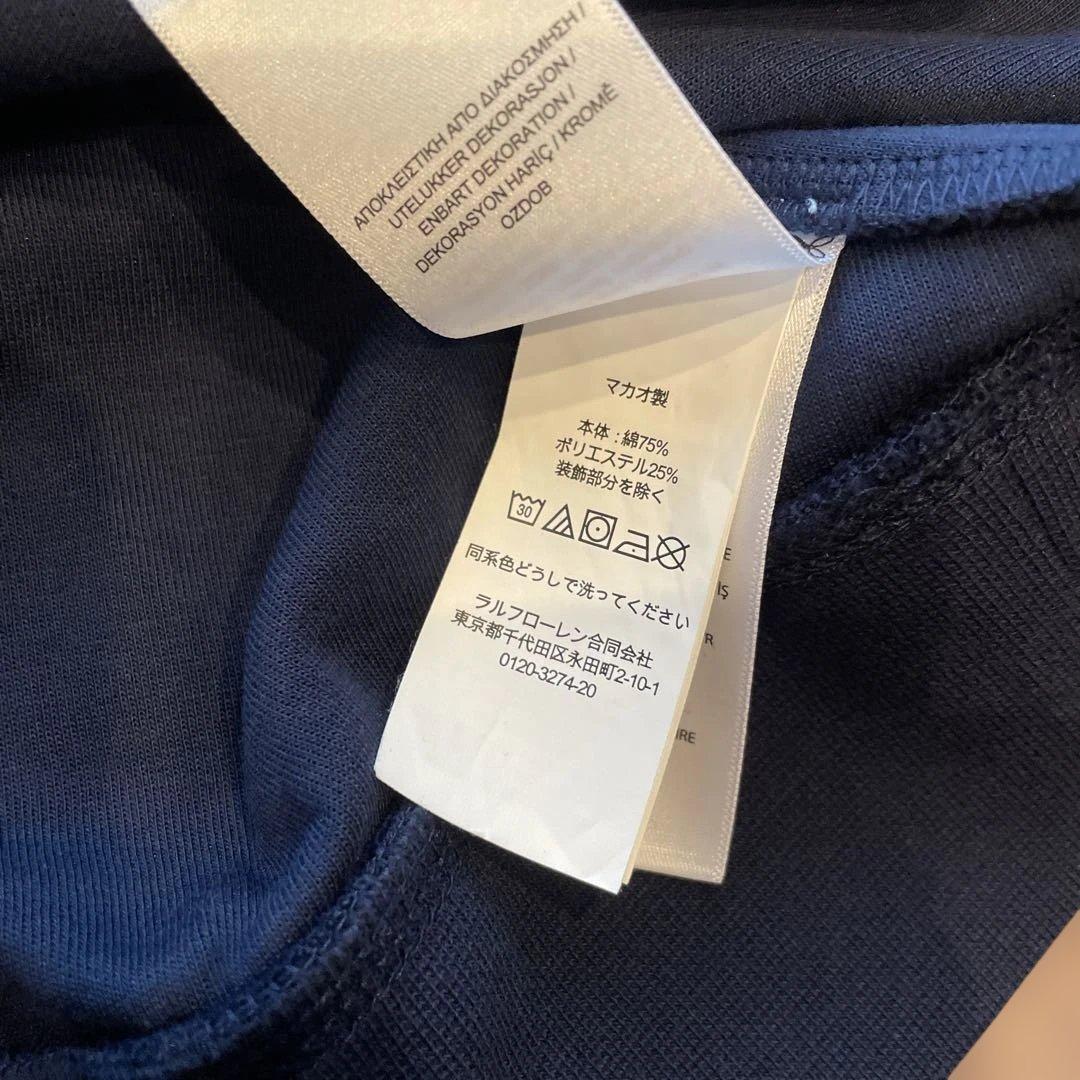 ΑΠΟΚΛΕΙΣΤΙΚΗ ΑΠΟ ΔΙΑΚΟΣΜΗΣΗ /
UTELUKKER DEKORASJON /
ENBART DEKORATION /
DEKORASYON HARİÇ / KROMĚ
OZDOB
マカオ製
本体 : 綿75%
ポリエステル25%
装飾部分を除く
30
同系色どうしで洗ってください
ラルフローレン合同会社
東京都千代田区永田町2-10-1
0120-3274-20